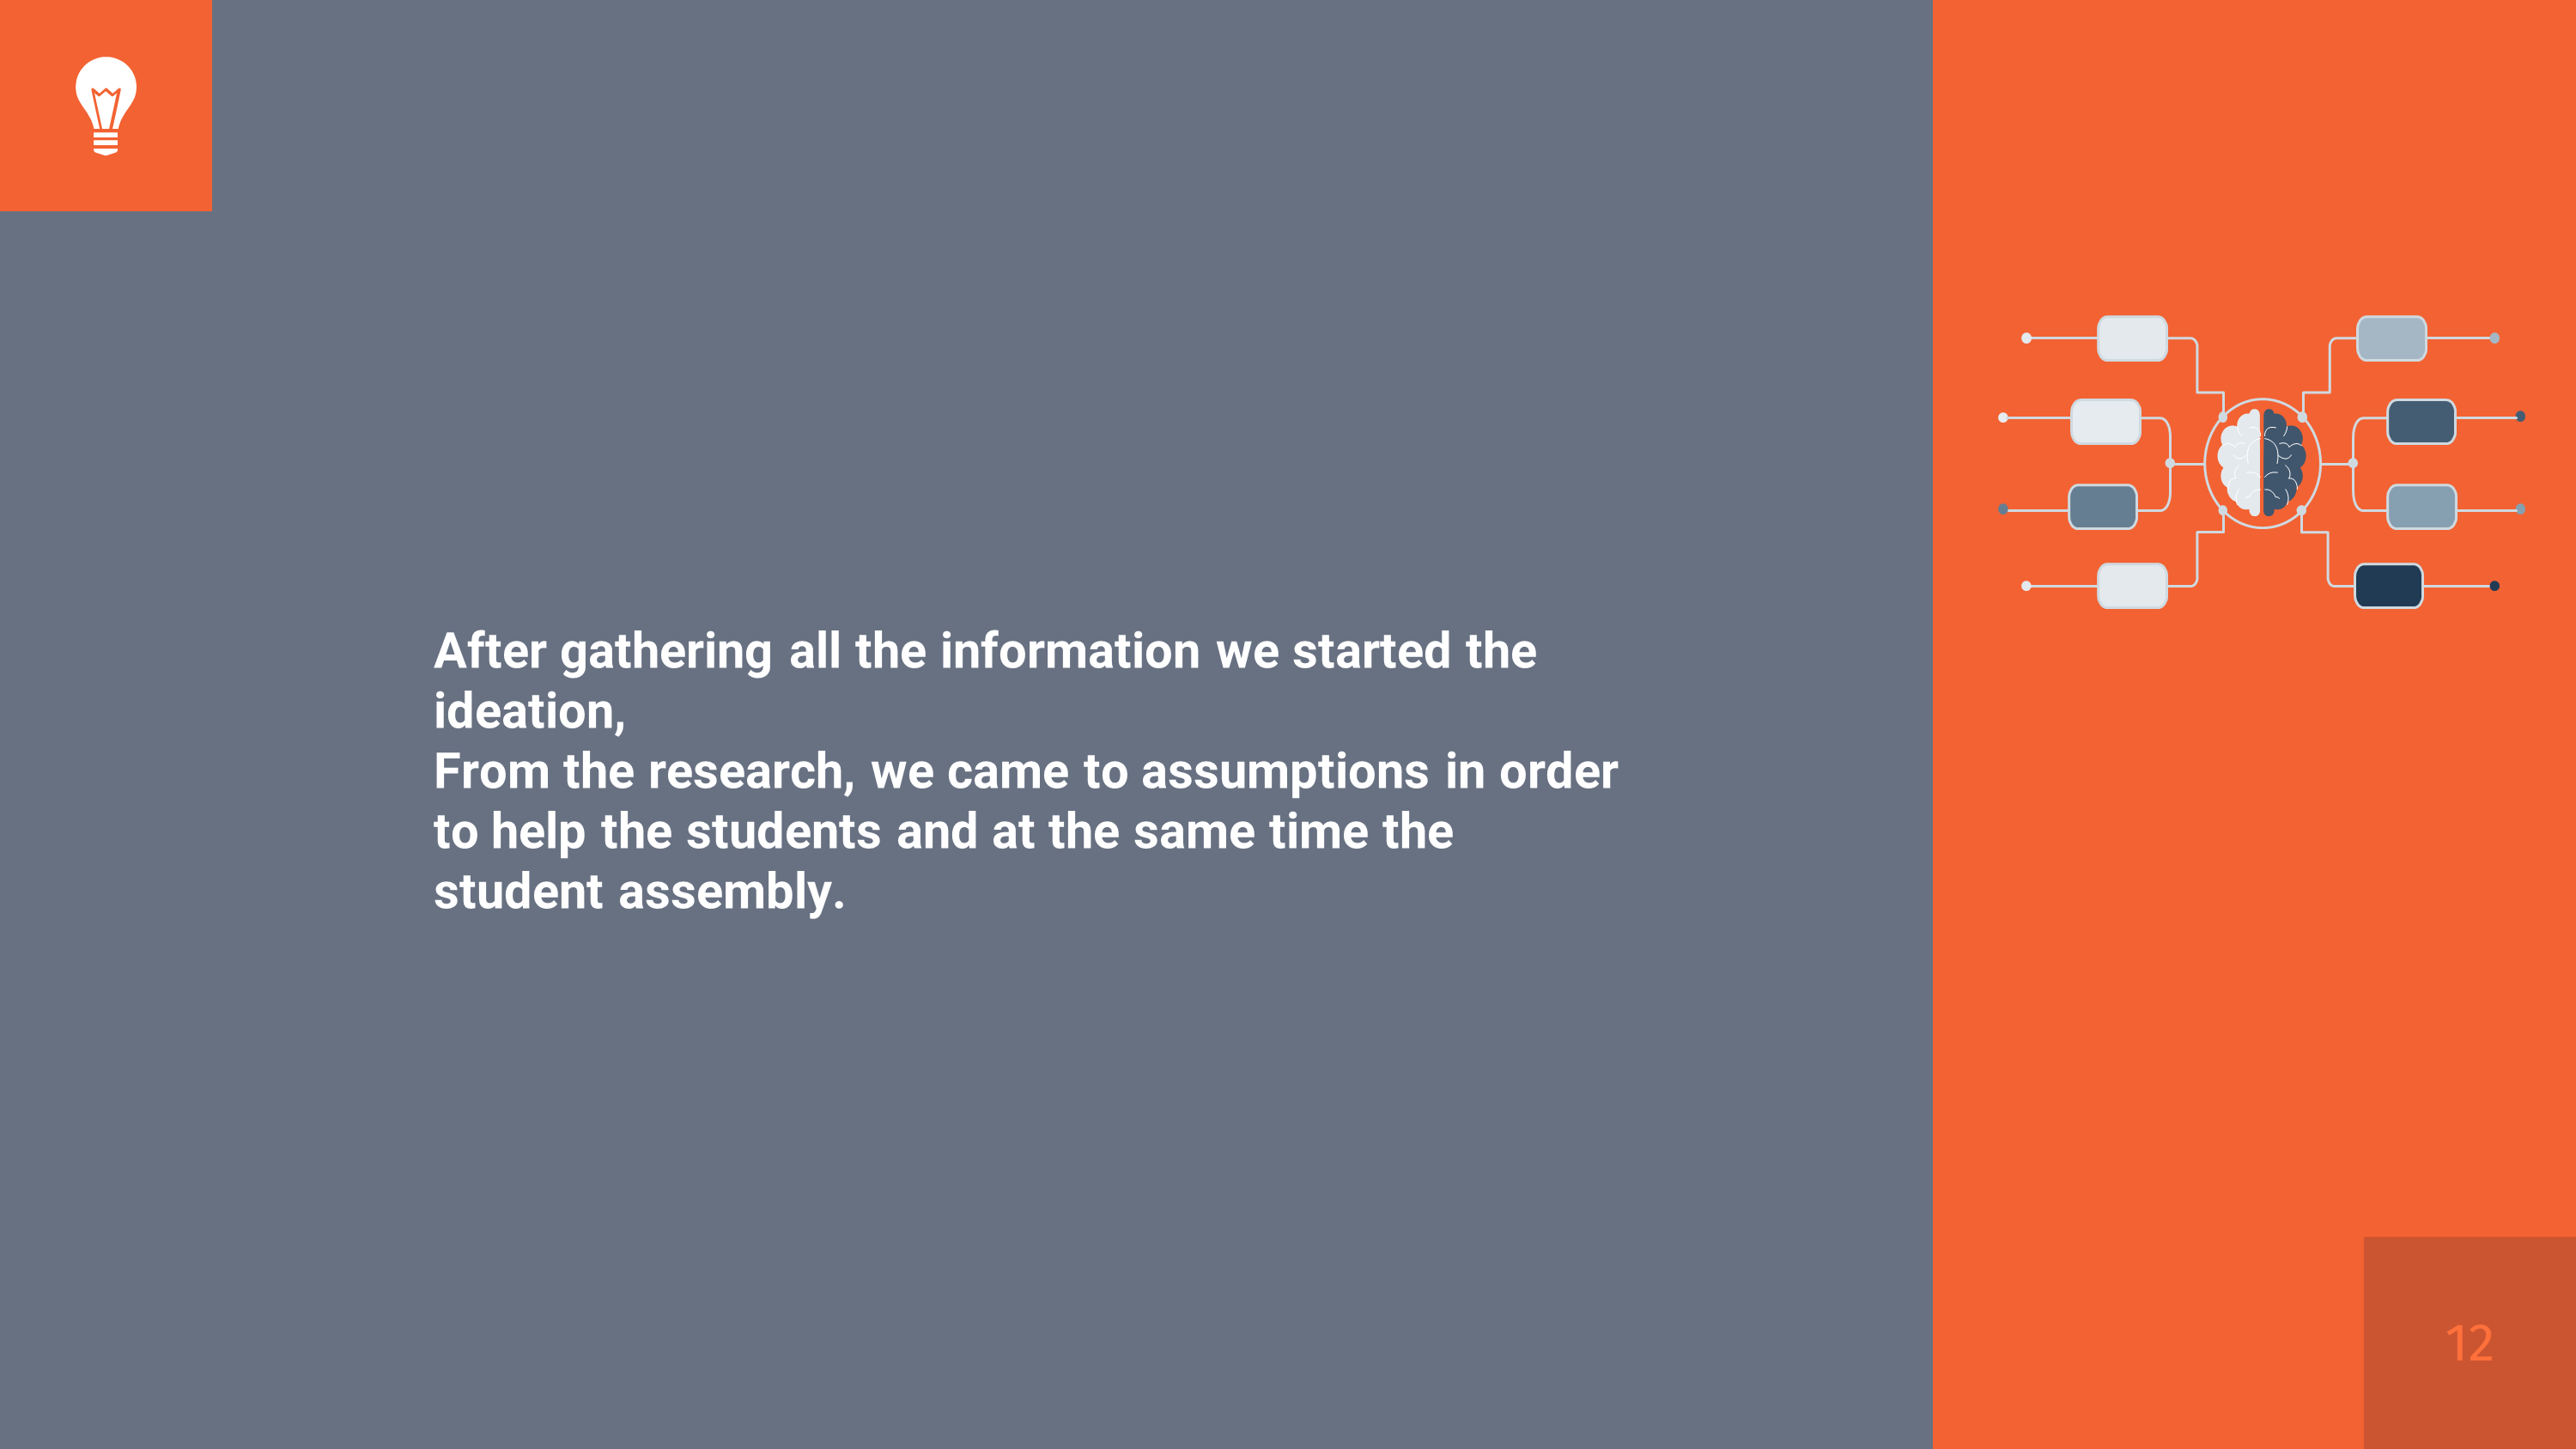 After gathering all the information we started the
ideation,
From the research, we came to assumptions in order
to help the students and at the same time the
student assembly.
12